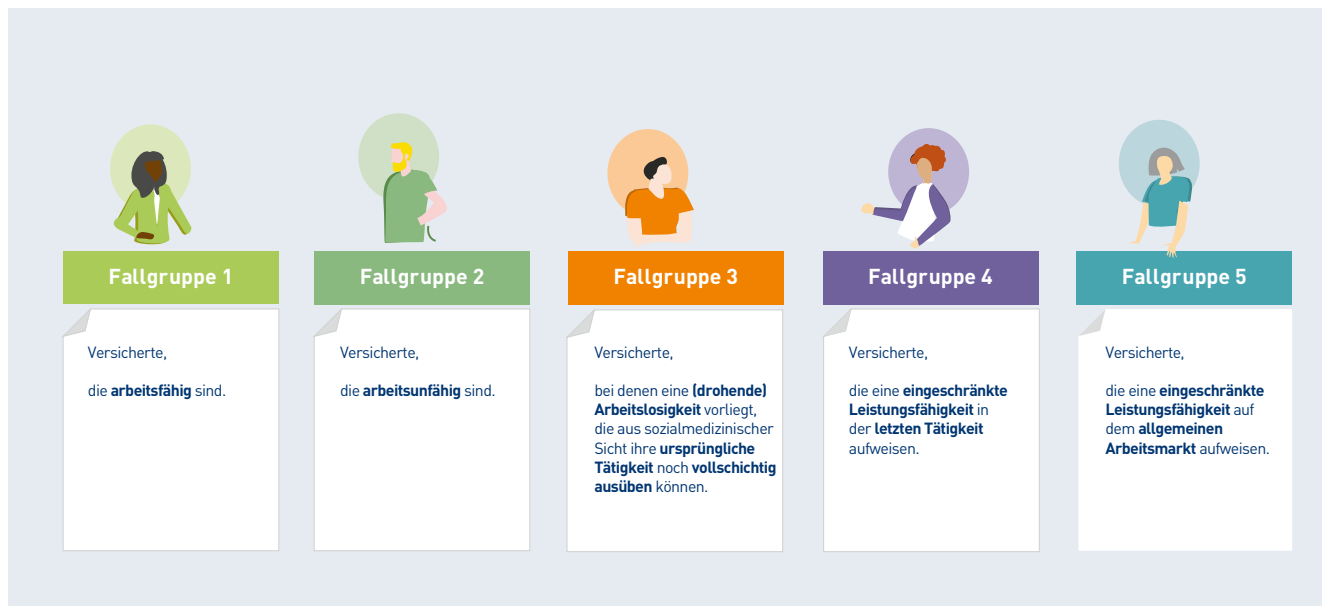 Fallgruppe 1
Versicherte,
die arbeitsfähig sind.
Fallgruppe 2
Versicherte,
die arbeitsunfähig sind.
Fallgruppe 3
Versicherte,
bei denen eine (drohende)
Arbeitslosigkeit vorliegt,
die aus sozialmedizinischer
Sicht ihre ursprüngliche
Tätigkeit noch vollschichtig
ausüben können.
Fallgruppe 4
Versicherte,
die eine eingeschränkte
Leistungsfähigkeit in
der letzten Tätigkeit
aufweisen.
Fallgruppe 5
Versicherte,
die eine eingeschränkte
Leistungsfähigkeit auf
dem allgemeinen
Arbeitsmarkt aufweisen.